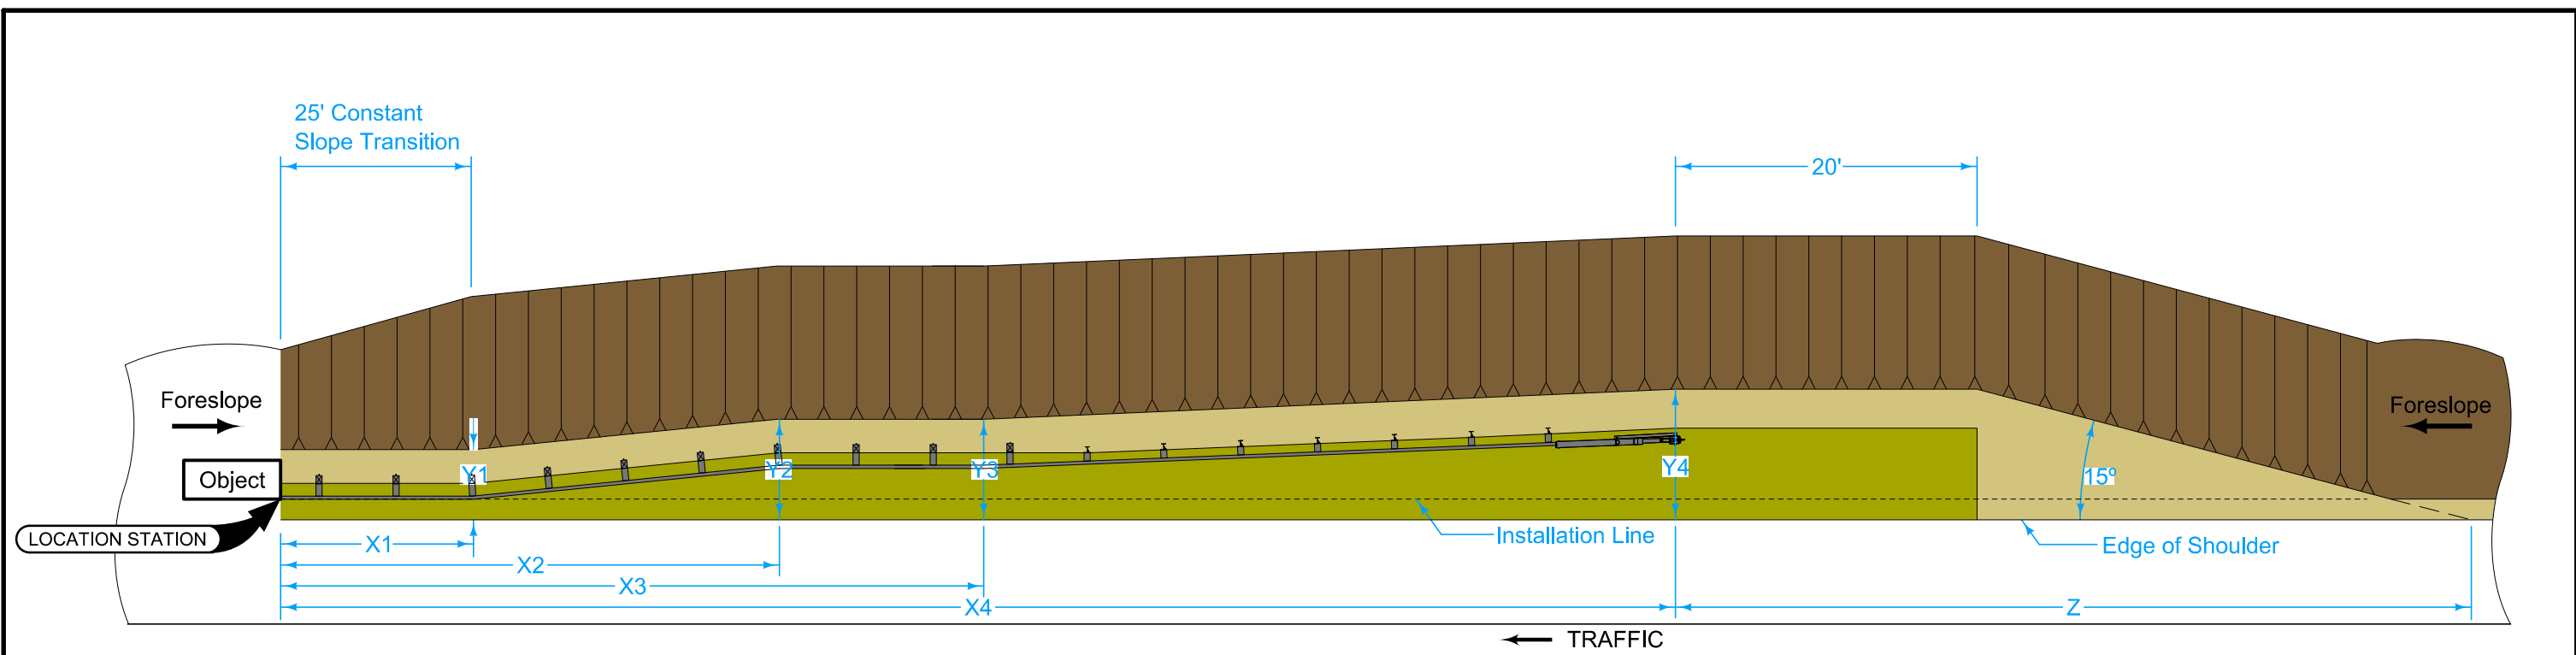 25' Constant
Slope Transition
20'
Foreslope
Foreslope
Object
Y1
Y2
Y3
Y4
15º
LOCATION STATION
Installation Line
Edge of Shoulder
X1
X2
X3
X4
Z
TRAFFIC